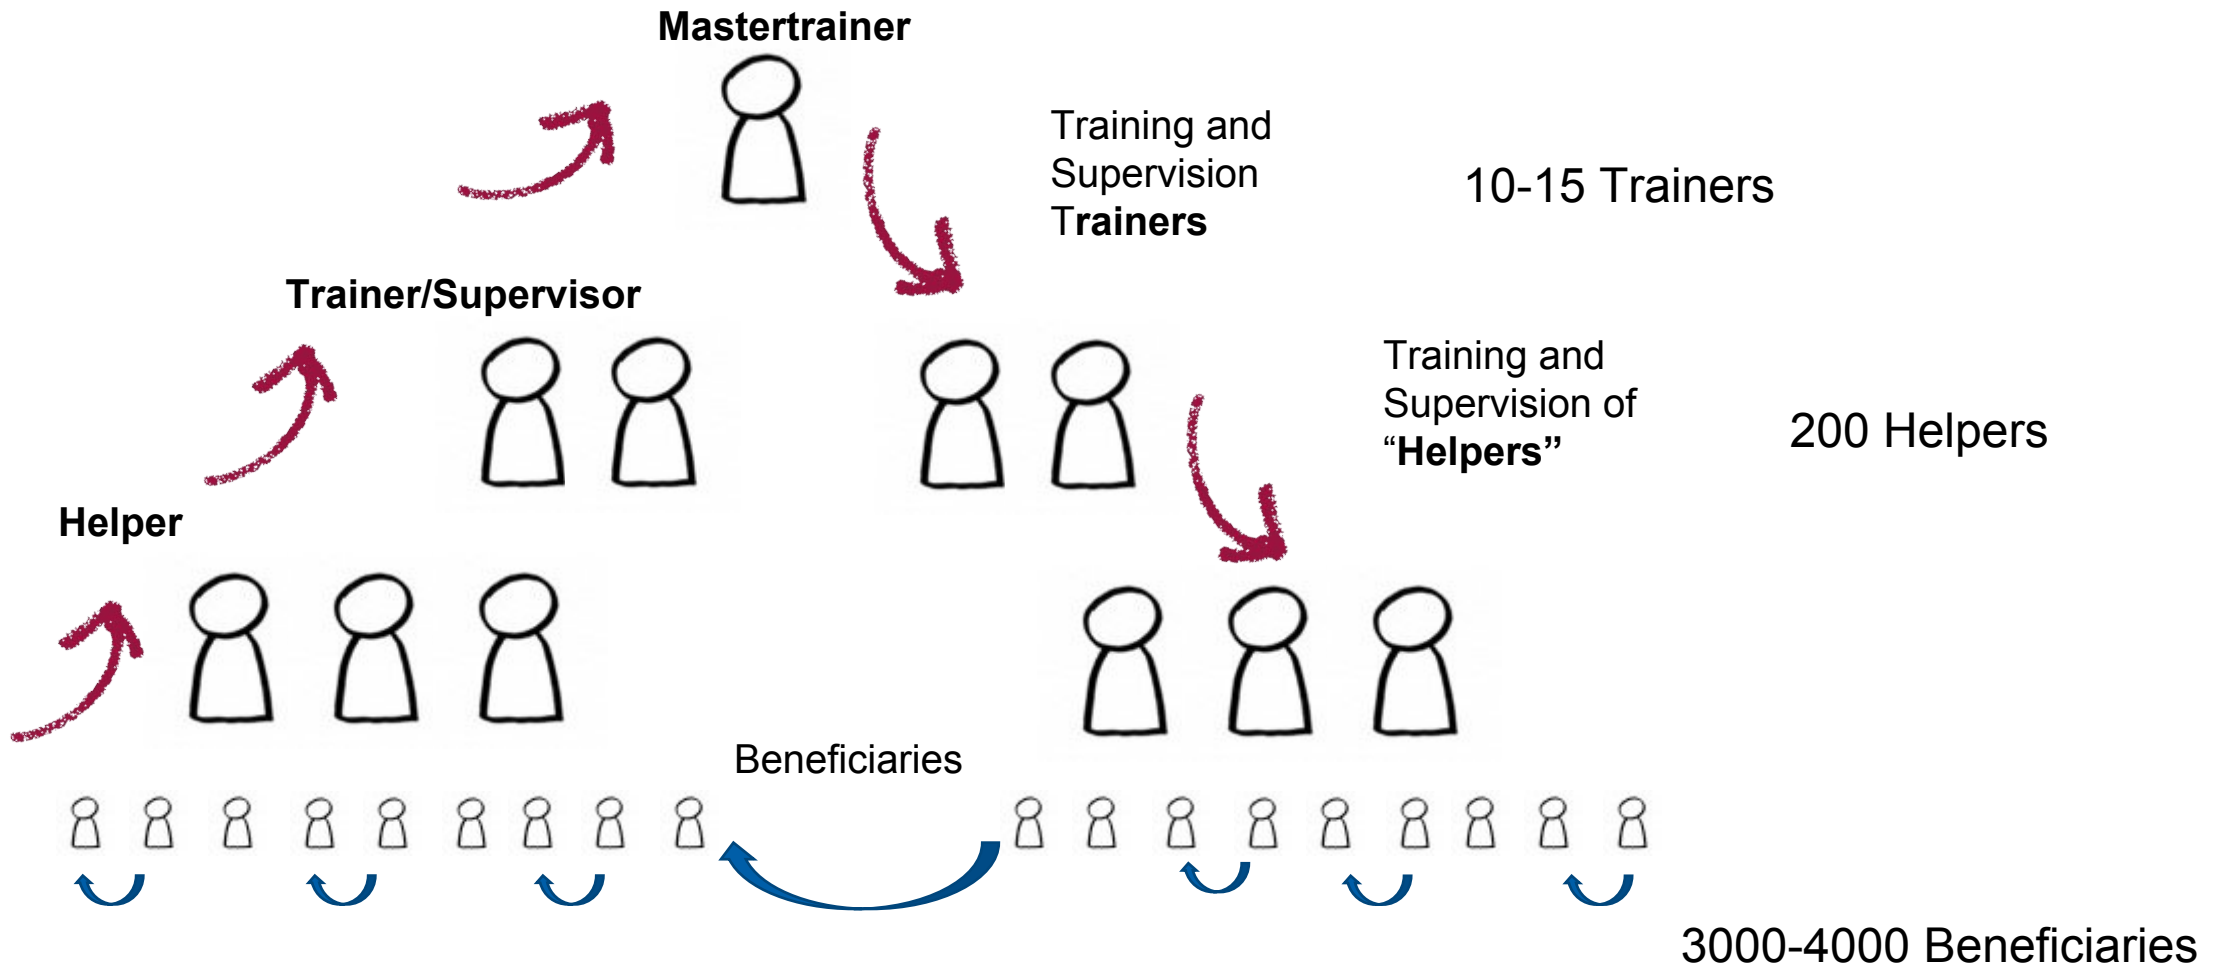 Mastertrainer
Training and
Supervision
Trainers
10-15 Trainers
Trainer/Supervisor
Training and
Supervision of
“Helpers”
200 Helpers
Helper
Beneficiaries
3000-4000 Beneficiaries